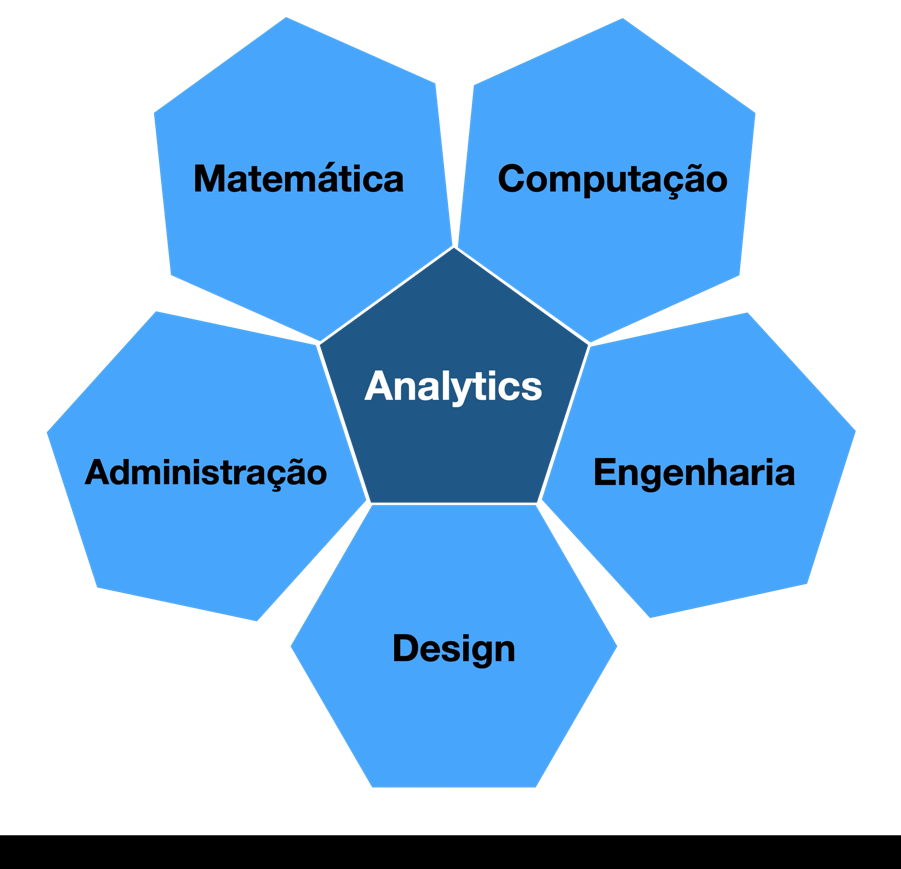 Matemática
Computação
Analytics
Administração
Engenharia
Design